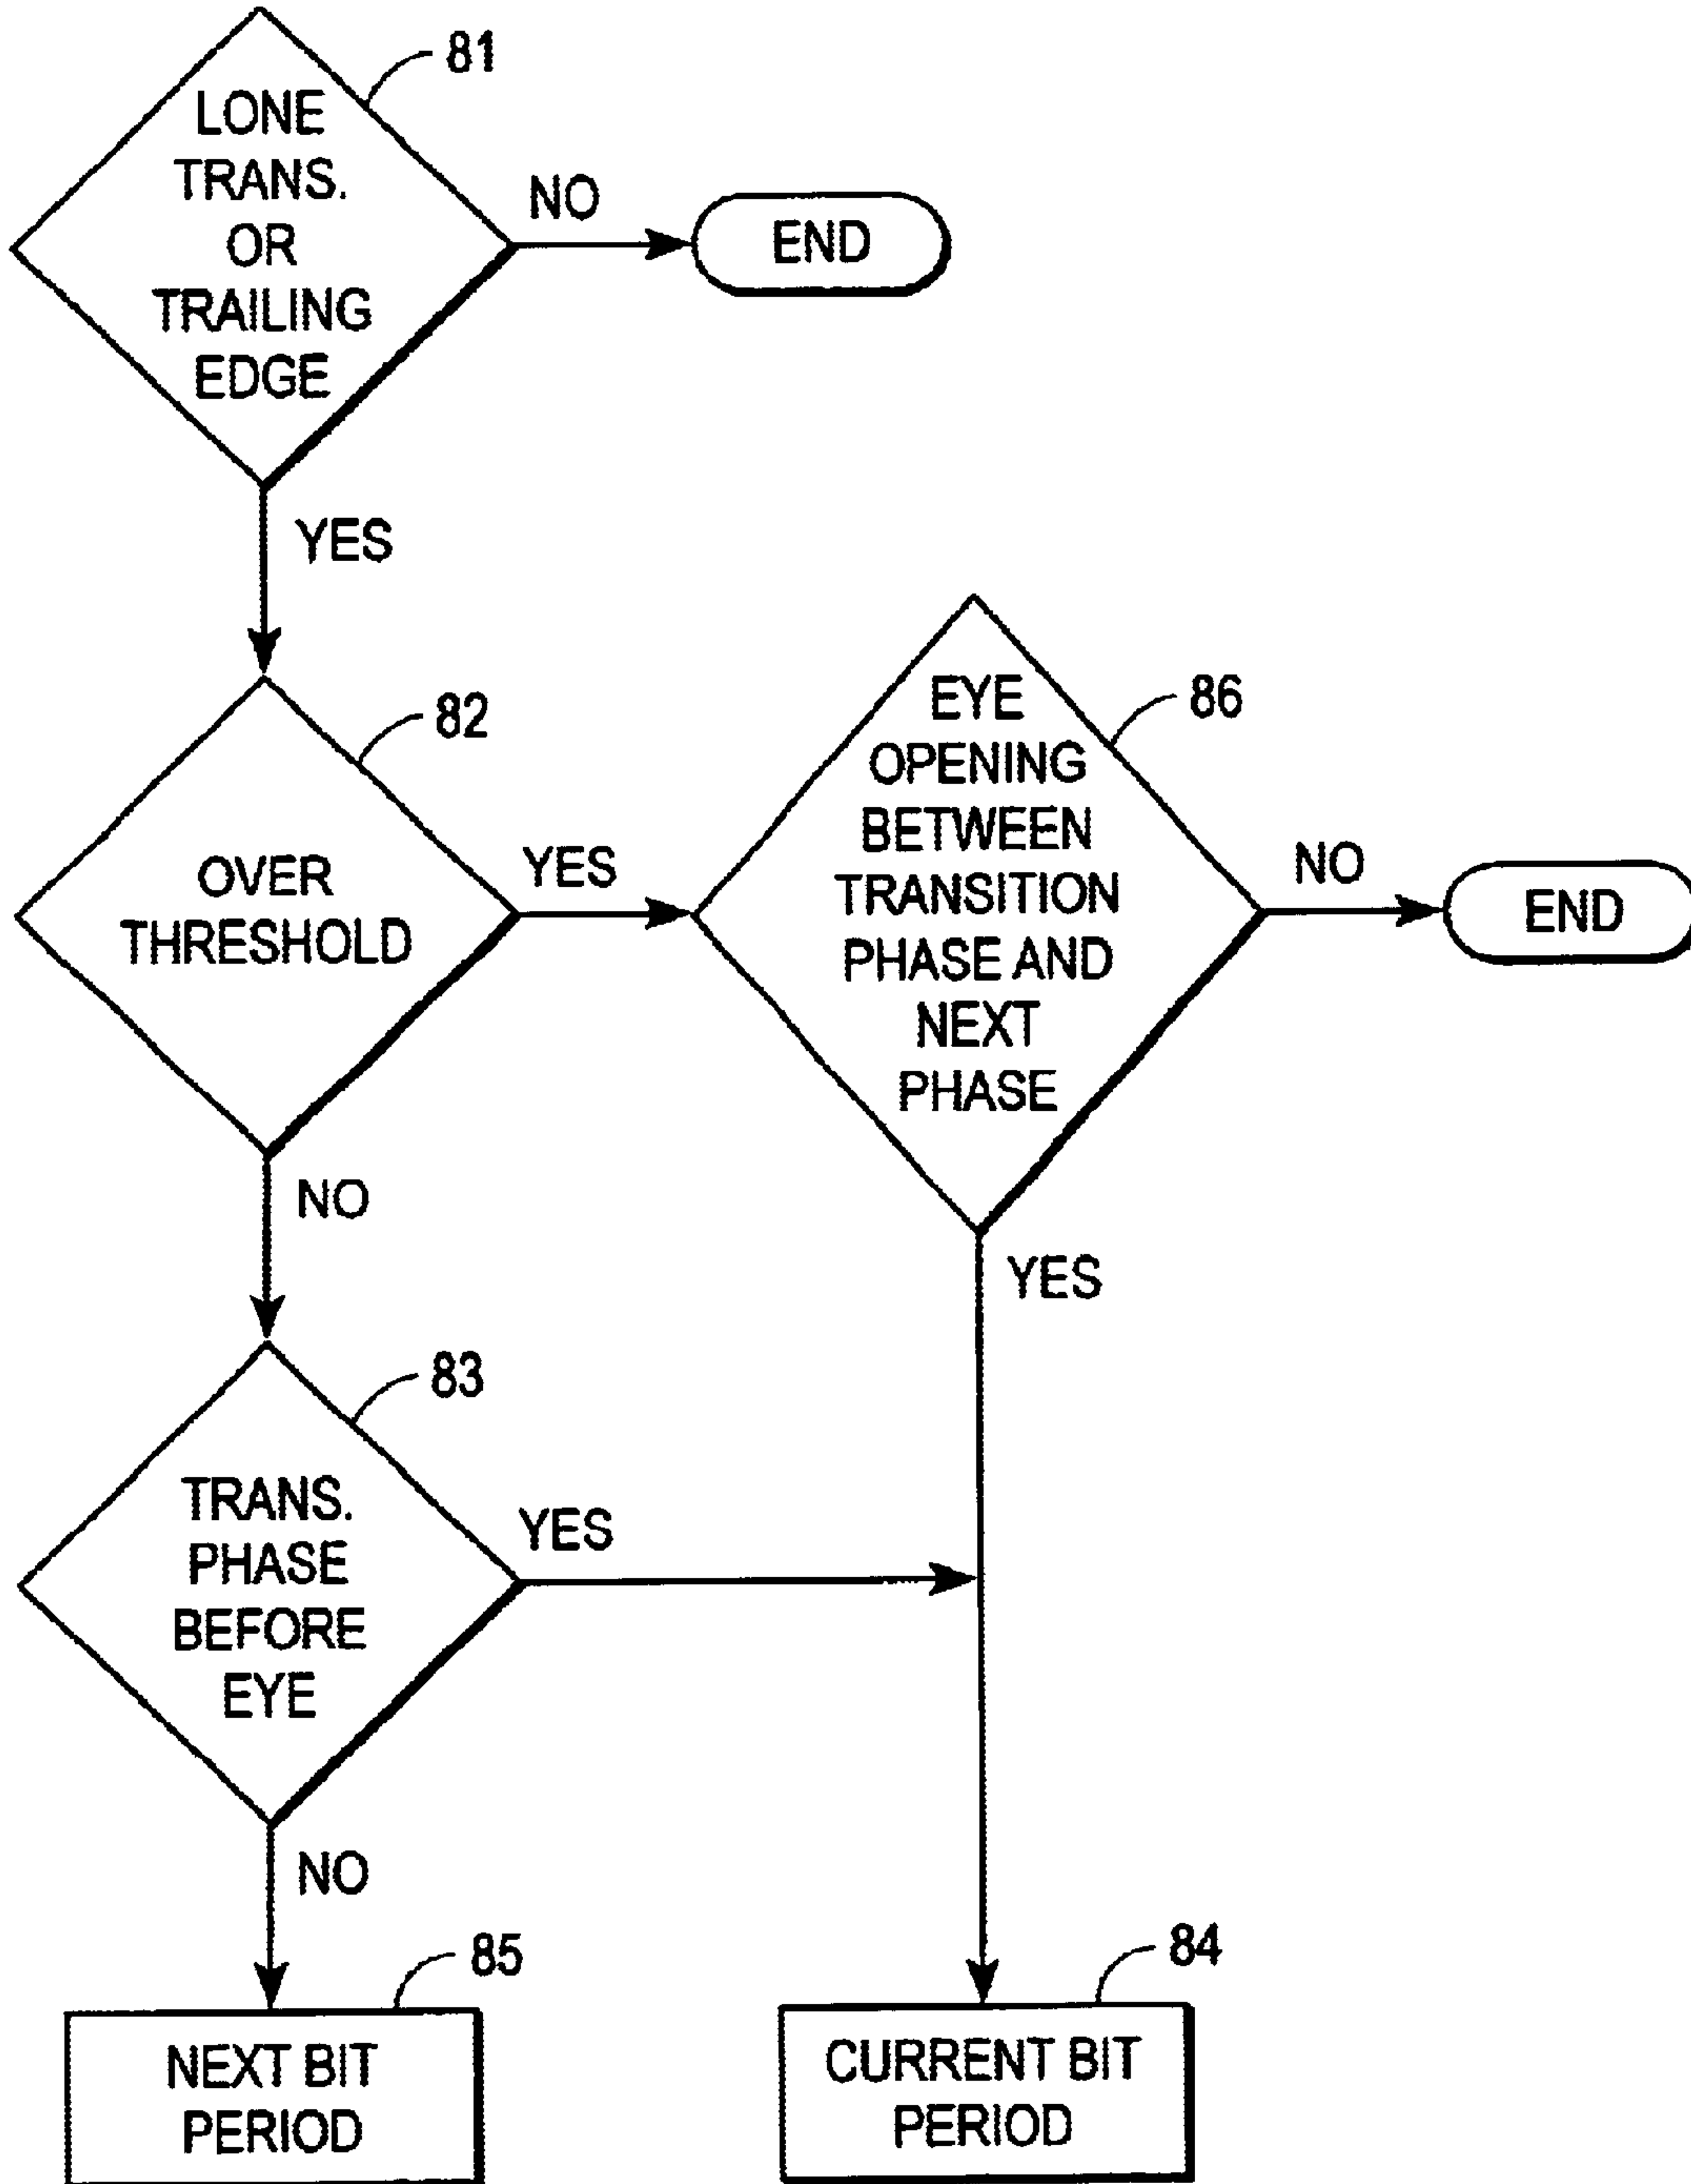 81
LONE
TRANS.
OR
TRAILING
EDGE
NO
END
YES
82
OVER
THRESHOLD
YES
86
EYE
OPENING
BETWEEN
TRANSITION
PHASE AND
NEXT
PHASE
NO
END
NO
YES
83
TRANS.
PHASE
BEFORE
EYE
YES
NO
85
NEXT BIT
PERIOD
84
CURRENT BIT
PERIOD